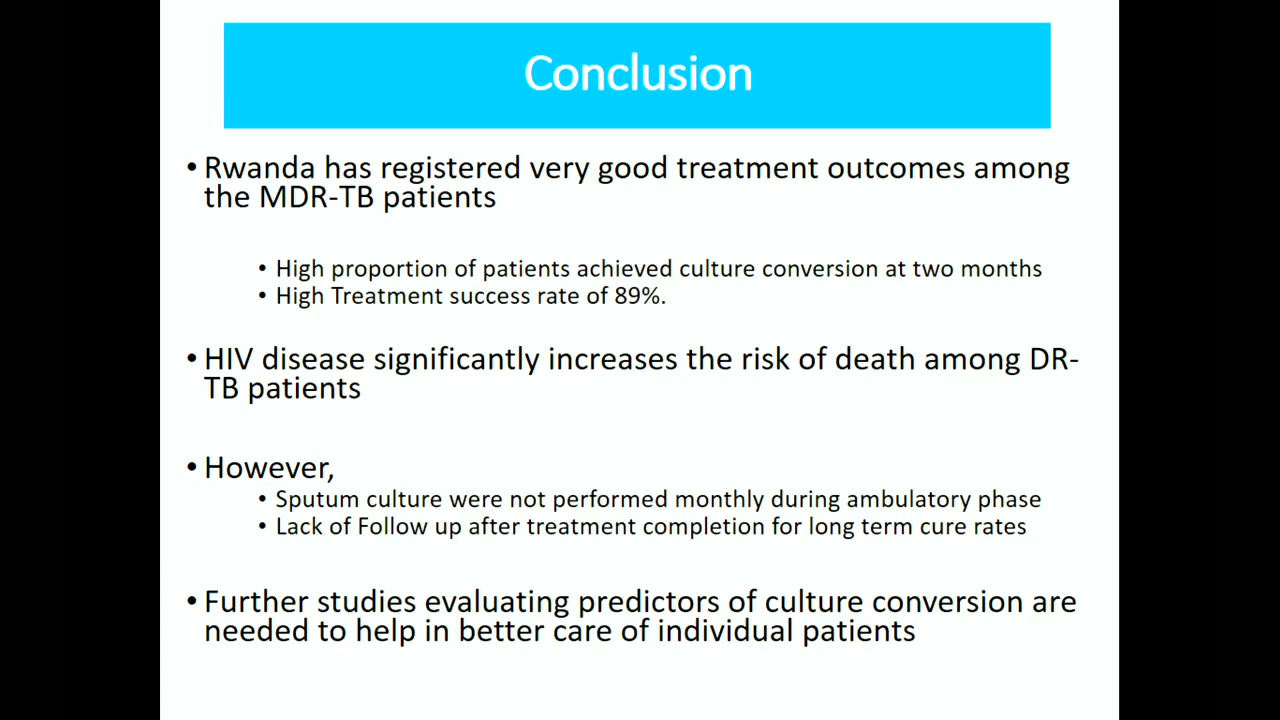 Conclusion
• Rwanda has registered very good treatment outcomes among
the MDR-TB patients
• High proportion of patients achieved culture conversion at two months
• High Treatment success rate of 89%.
• HIV disease significantly increases the risk of death among DR-
TB patients
• However,
• Sputum culture were not performed monthly during ambulatory phase
• Lack of Follow up after treatment completion for long term cure rates
• Further studies evaluating predictors of culture conversion are
needed to help in better care of individual patients